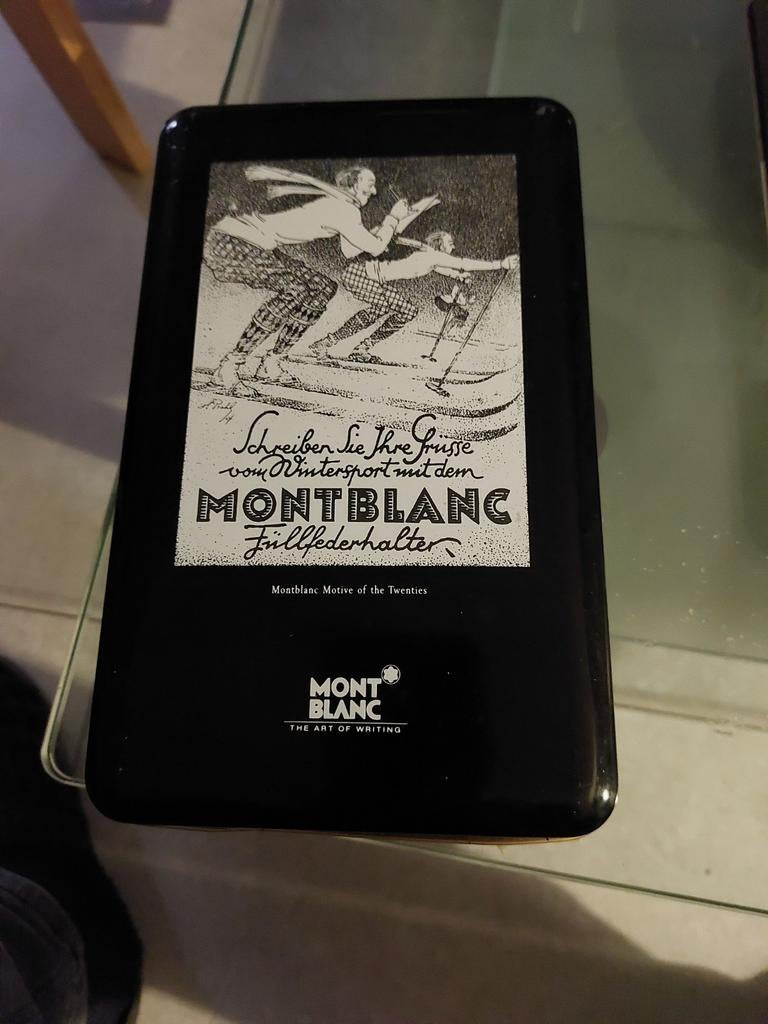 Schreiben Sie Ihre Grüsse
vom Wintersport mit dem
MONTBLANC
Füllfederhalter.
Montblanc Motive of the Twenties
MONT
BLANC
THE ART OF WRITING